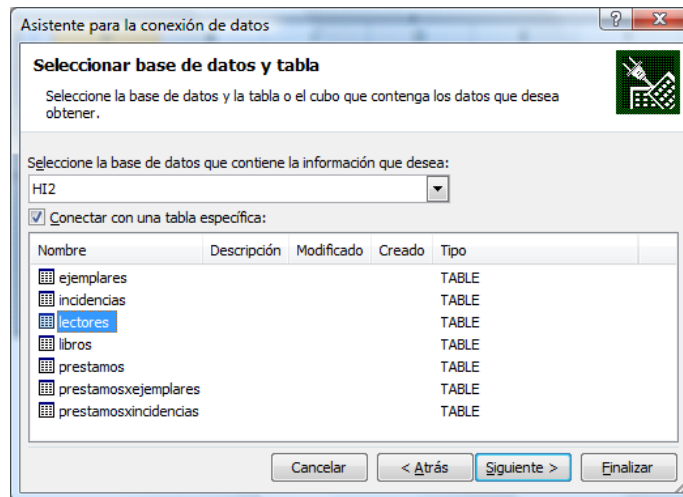 Asistente para la conexión de datos
Seleccionar base de datos y tabla
Seleccione la base de datos y la tabla o el cubo que contenga los datos que desea
obtener.
Seleccione la base de datos que contiene la información que desea:
HI2
Conectar con una tabla específica:
Nombre Descripción Modificado Creado Tipo
ejemplares TABLE
incidencias TABLE
lectores TABLE
libros TABLE
prestamos TABLE
prestamosxejemplares TABLE
prestamosxincidencias TABLE
Cancelar < Atrás Siguiente > Finalizar